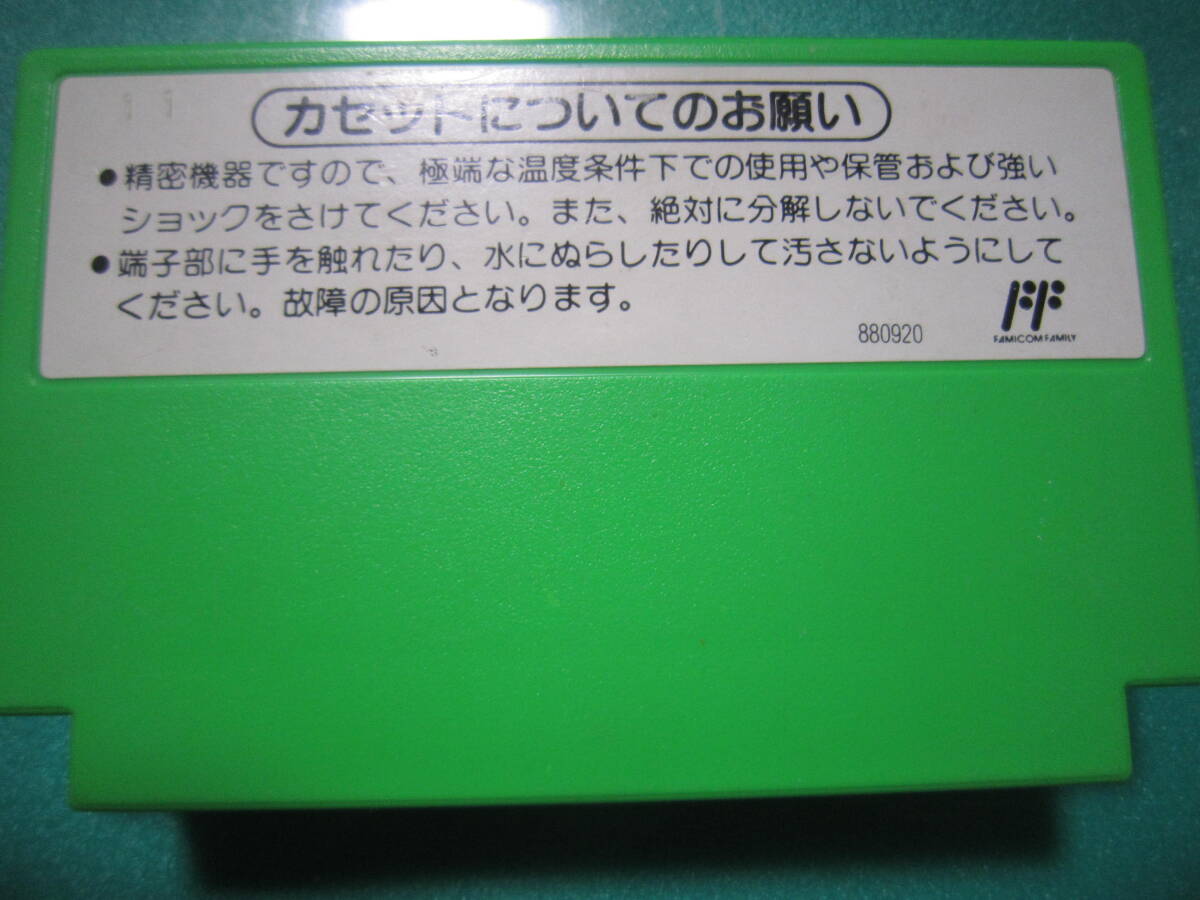 11
カセットについてのお願い
●精密機器ですので、極端な温度条件下での使用や保管および強い
ショックをさけてください。また、絶対に分解しないでください。
●端子部に手を触れたり、水にぬらしたりして汚さないようにして
ください。故障の原因となります。
880920
FF
FAMICOM FAMILY